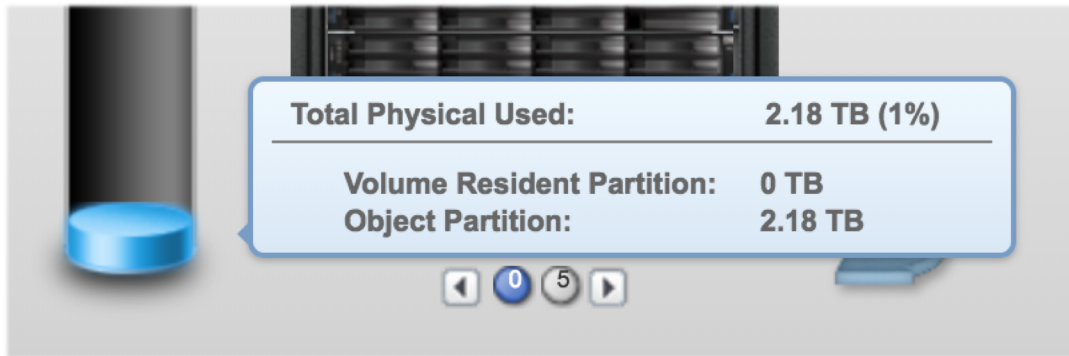 Total Physical Used: 2.18 TB (1%)
Volume Resident Partition: 0 TB
Object Partition: 2.18 TB
0 5